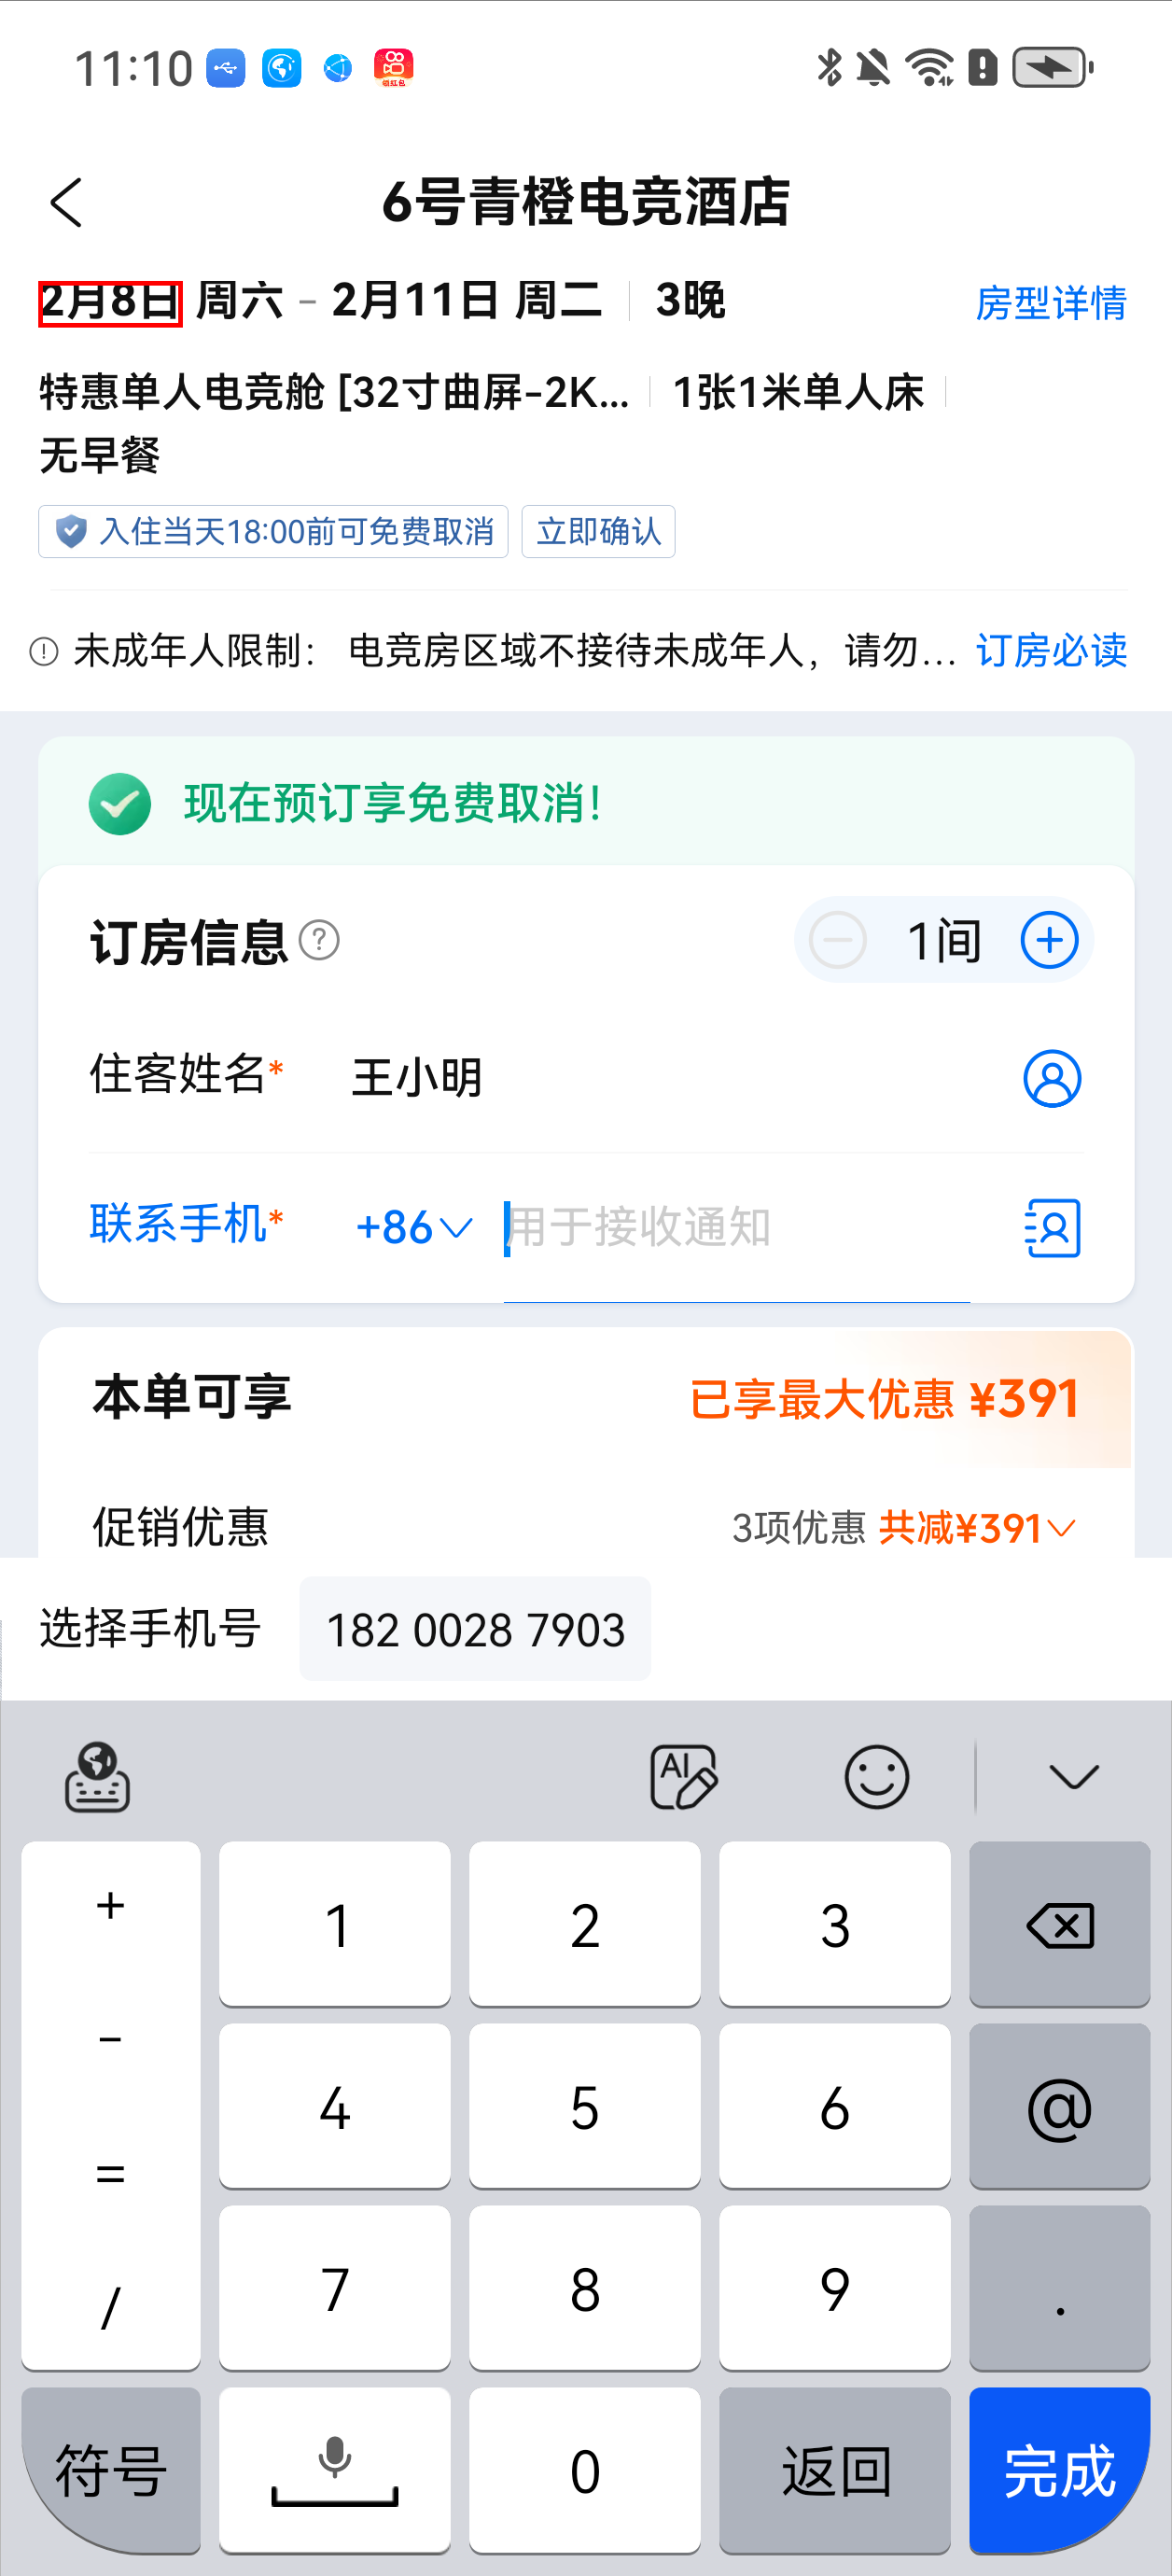 11:10
领红包
6号青橙电竞酒店
2月8日 周六 - 2月11日 周二 3晚 房型详情
特惠单人电竞舱 [32寸曲屏-2K... 1张1米单人床
无早餐
入住当天18:00前可免费取消 立即确认
未成年人限制： 电竞房区域不接待未成年人，请勿... 订房必读
现在预订享免费取消！
订房信息 ? 1间
住客姓名* 王小明
联系手机* +86 用于接收通知
本单可享 已享最大优惠 ¥391
促销优惠 3项优惠 共减¥391
选择手机号 182 0028 7903
AI
+ 1 2 3
- 4 5 6 @
= 7 8 9 .
/
符号 0 返回 完成